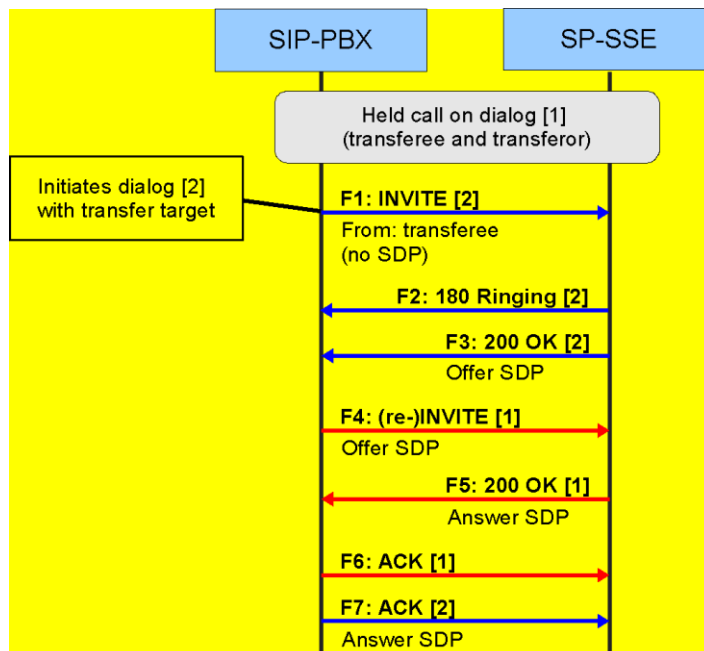 SIP-PBX
SP-SSE
Held call on dialog [1]
(transferee and transferor)
Initiates dialog [2]
with transfer target
F1: INVITE [2]
From: transferee
(no SDP)
F2: 180 Ringing [2]
F3: 200 OK [2]
Offer SDP
F4: (re-)INVITE [1]
Offer SDP
F5: 200 OK [1]
Answer SDP
F6: ACK [1]
F7: ACK [2]
Answer SDP